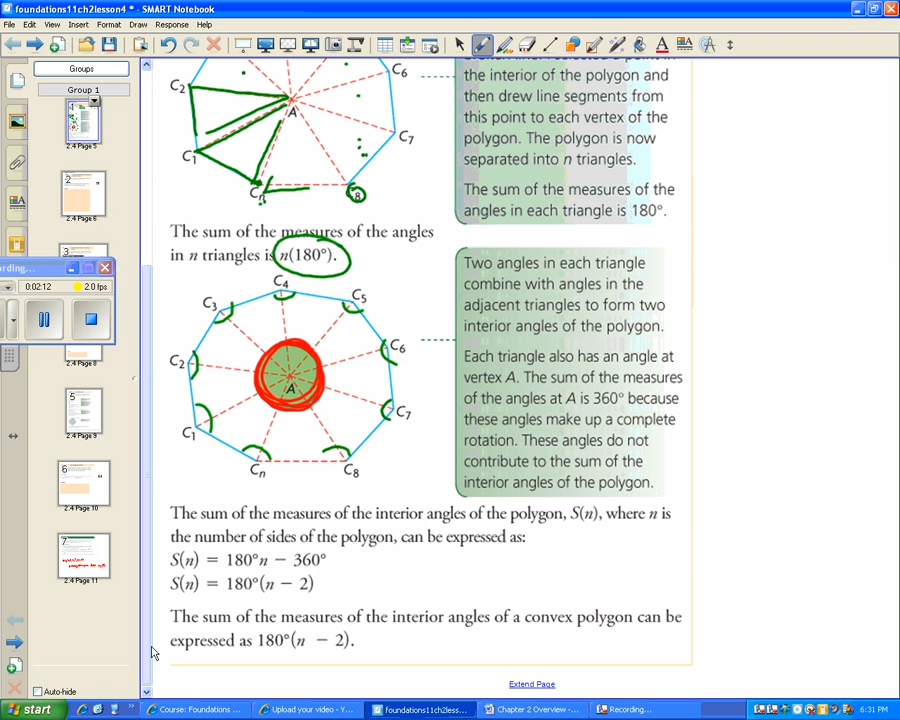 foundations11ch2lesson4 * - SMART Notebook
File Edit View Insert Format Draw Response Help
Groups
Group 1
2.4 Page 5
2
2.4 Page 6
3
2.4 Page 8
5
2.4 Page 9
6
2.4 Page 10
7
2.4 Page 11
ording...
00:02:12 2.0 fps
Auto-hide
C2
C1
Cn
C8
C7
C6
A
the interior of the polygon and
then drew line segments from
this point to each vertex of the
polygon. The polygon is now
separated into n triangles.
The sum of the measures of the
angles in each triangle is 180°.
The sum of the measures of the angles
in n triangles is n(180°).
C4
C3
C5
C2
C6
A
C1
C7
Cn
C8
Two angles in each triangle
combine with angles in the
adjacent triangles to form two
interior angles of the polygon.
Each triangle also has an angle at
vertex A. The sum of the measures
of the angles at A is 360° because
these angles make up a complete
rotation. These angles do not
contribute to the sum of the
interior angles of the polygon.
The sum of the measures of the interior angles of the polygon, S(n), where n is
the number of sides of the polygon, can be expressed as:
S(n) = 180°n − 360°
S(n) = 180°(n − 2)
The sum of the measures of the interior angles of a convex polygon can be
expressed as 180°(n − 2).
Extend Page
start
Course: Foundations ...
Upload your video - Y...
foundations11ch2less...
Chapter 2 Overview -...
Recording...
6:31 PM